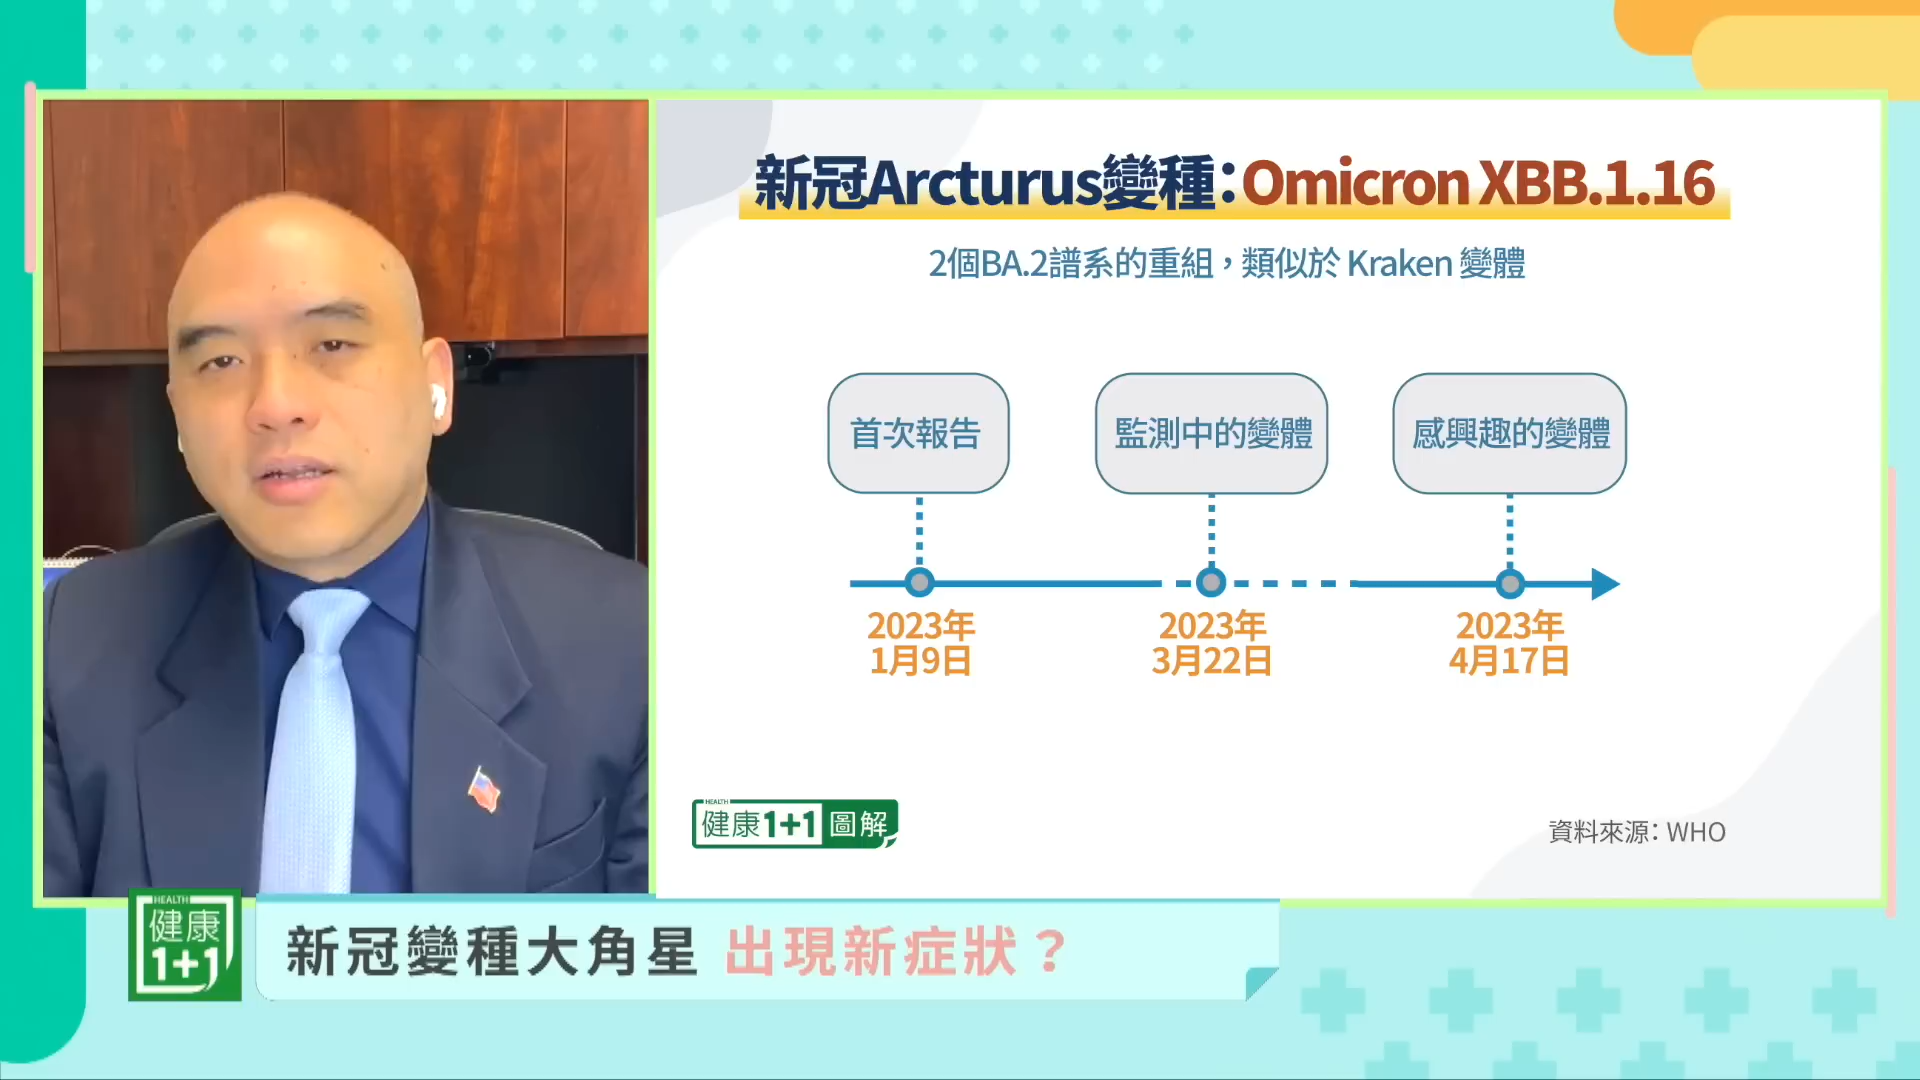 新冠Arcturus變種：Omicron XBB.1.16
2個BA.2譜系的重組，類似於 Kraken 變體
首次報告
監測中的變體
感興趣的變體
2023年
1月9日
2023年
3月22日
2023年
4月17日
HEALTH
健康1+1圖解
資料來源：WHO
HEALTH
健康
1+1
新冠變種大角星 出現新症狀？